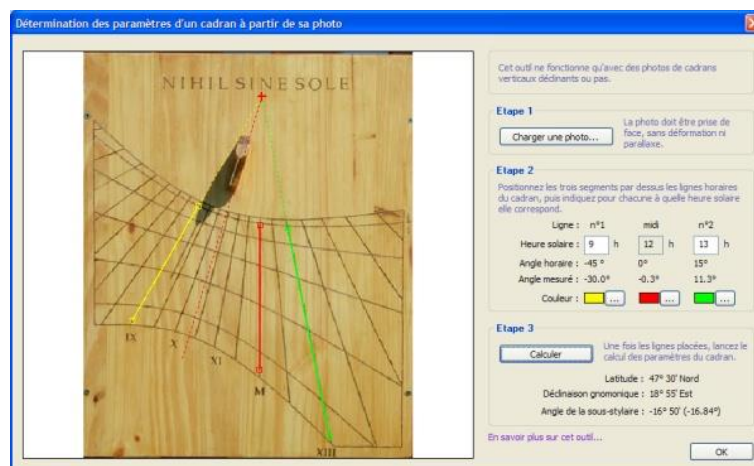 Détermination des paramètres d'un cadran à partir de sa photo
NIHIL SINE SOLE
IX
X
XI
M
XIII
Cet outil ne fonctionne qu'avec des photos de cadrans
verticaux déclinants ou pas.
Etape 1
Charger une photo...
La photo doit être prise de
face, sans déformation ni
parallaxe.
Etape 2
Positionnez les trois segments par dessus les lignes horaires
du cadran, puis indiquez pour chacune à quelle heure solaire
elle correspond.
Ligne : n°1 midi n°2
Heure solaire : 9 h 12 h 13 h
Angle horaire : -45 ° 0° 15°
Angle mesuré : -30.0° -0.3° 11.3°
Couleur : ... ... ...
Etape 3
Calculer
Une fois les lignes placées, lancez le
calcul des paramètres du cadran.
Latitude : 47° 30' Nord
Déclinaison gnomonique : 18° 55' Est
Angle de la sous-stylaire : -16° 50' (-16.84°)
En savoir plus sur cet outil...
OK